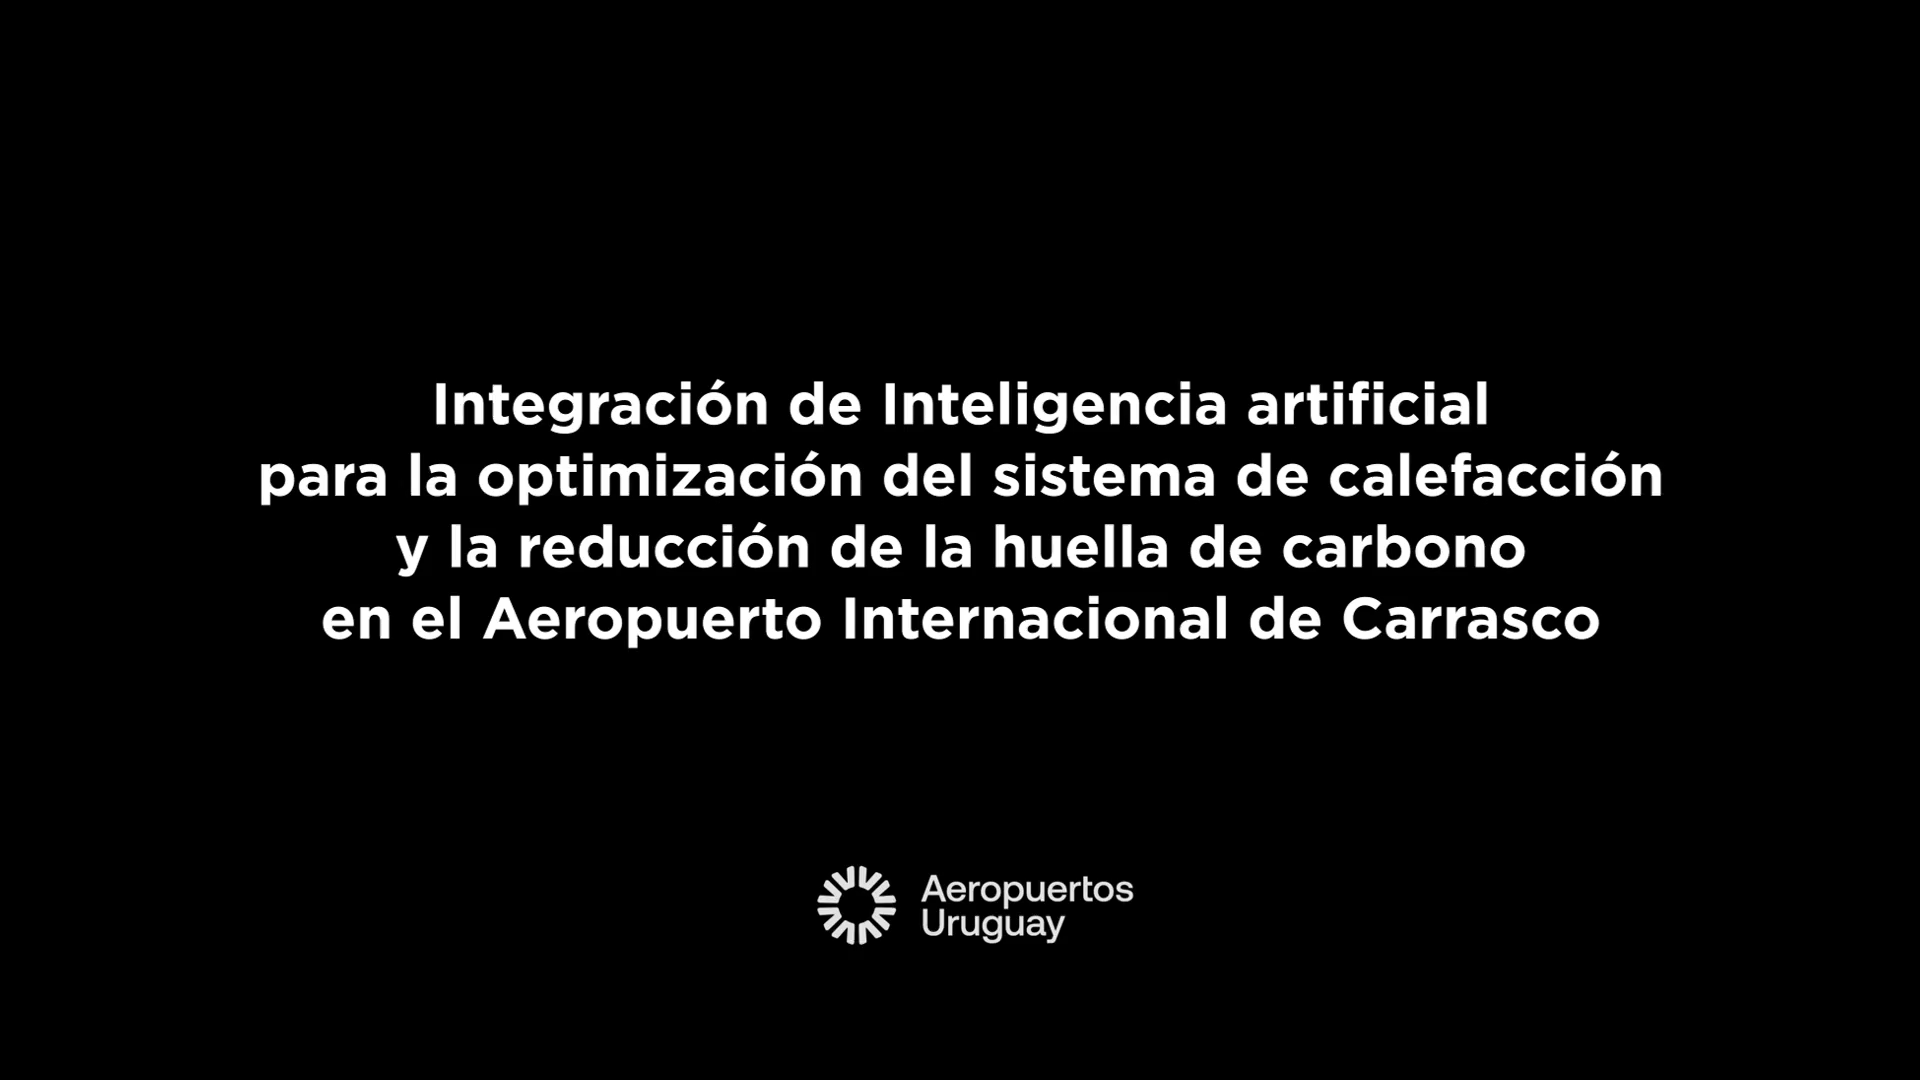 Integración de Inteligencia artificial
para la optimización del sistema de calefacción
y la reducción de la huella de carbono
en el Aeropuerto Internacional de Carrasco
Aeropuertos
Uruguay